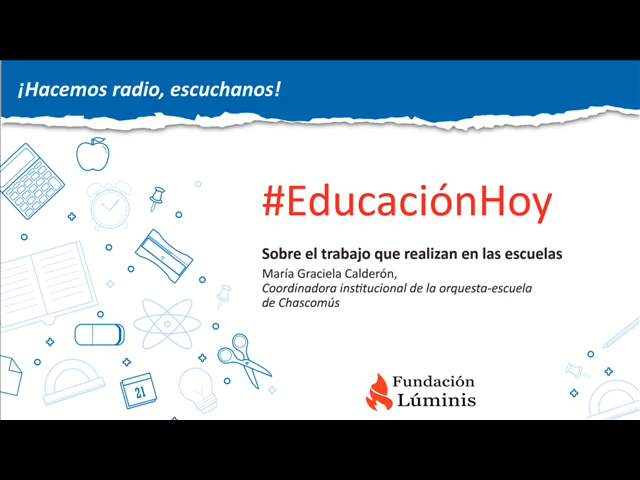 ¡Hacemos radio, escuchanos!
#EducaciónHoy
Sobre el trabajo que realizan en las escuelas
María Graciela Calderón,
Coordinadora institucional de la orquesta-escuela
de Chascomús
21
Fundación
Lúminis